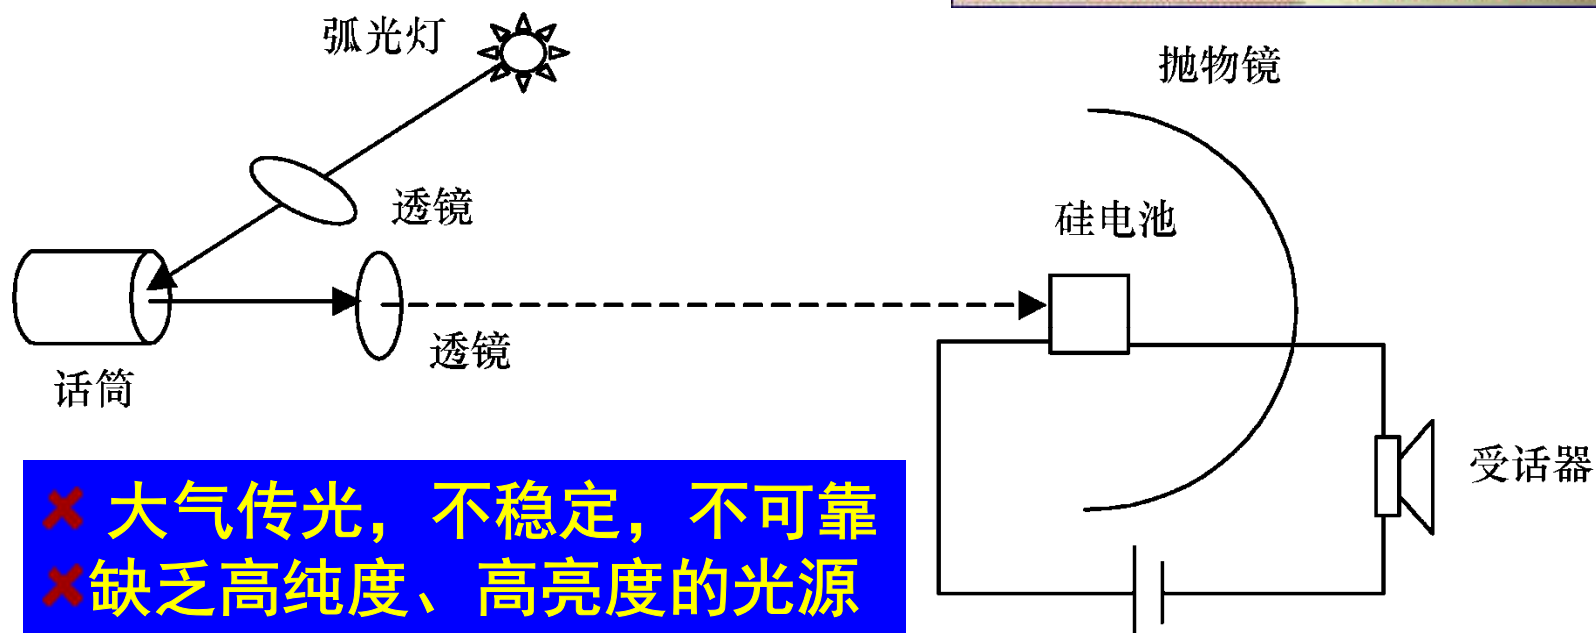 弧光灯
抛物镜
透镜
硅电池
透镜
话筒
受话器
大气传光，不稳定，不可靠
缺乏高纯度、高亮度的光源